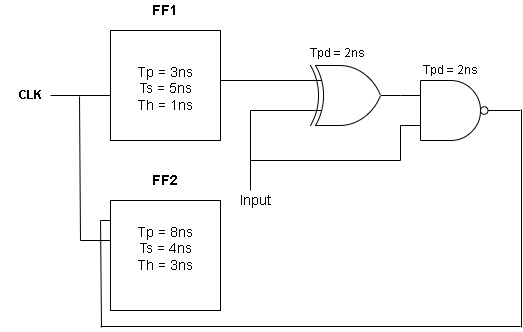 FF1
Tp = 3ns
Ts = 5ns
Th = 1ns
CLK
Tpd = 2ns
Tpd = 2ns
FF2
Input
Tp = 8ns
Ts = 4ns
Th = 3ns